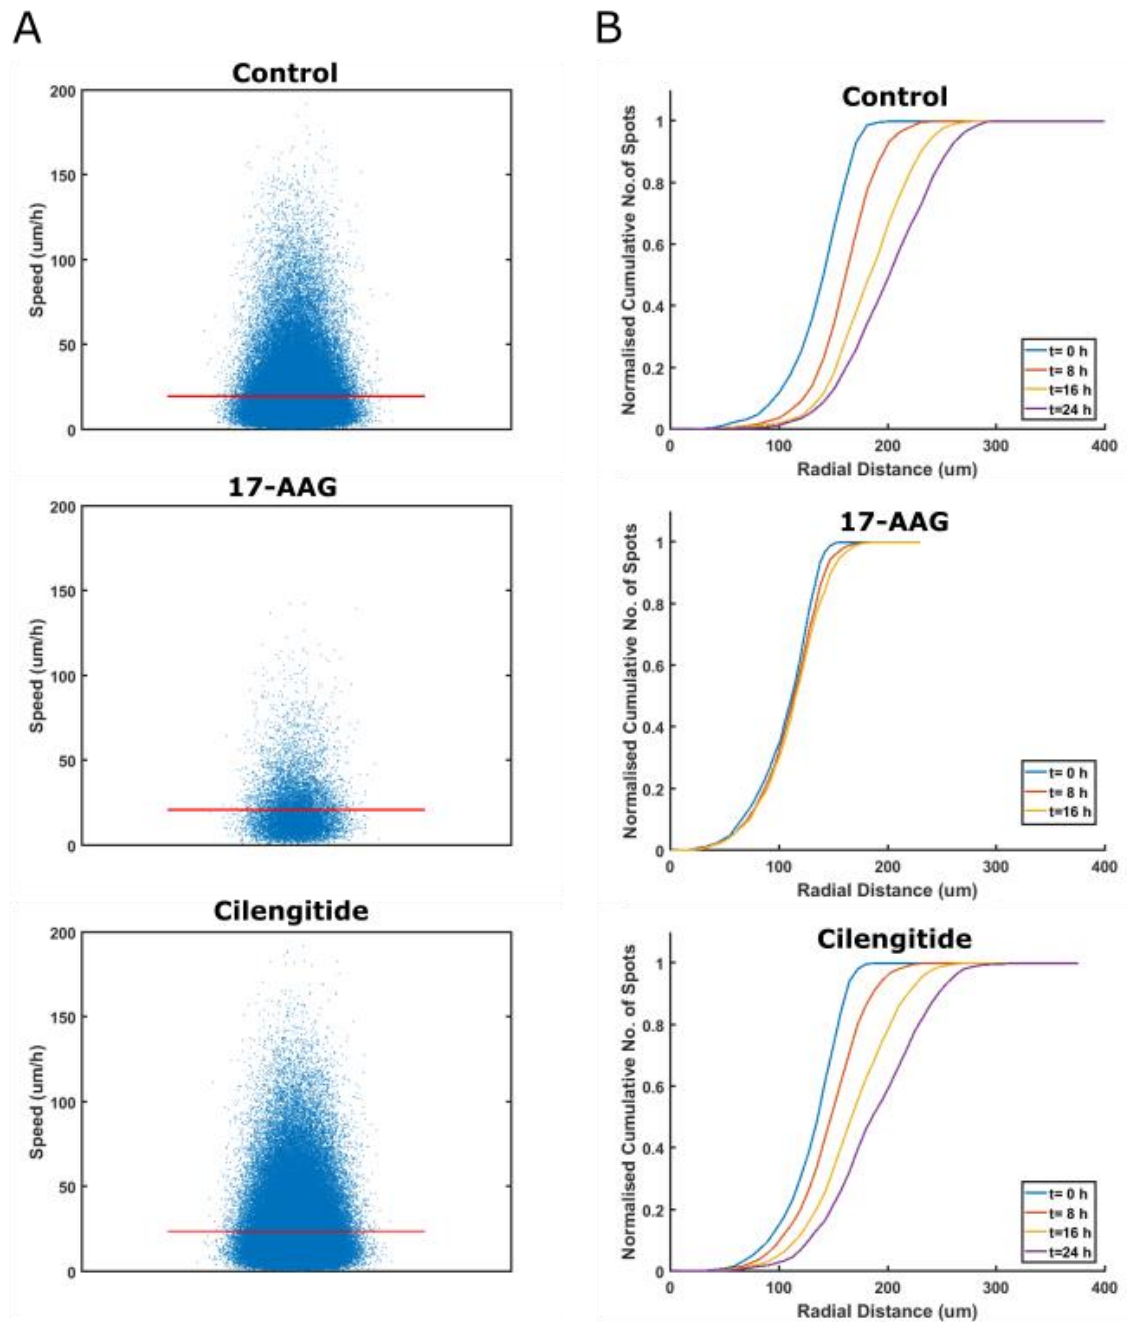 A
Control
200
150
100
50
0
Speed (um/h)
17-AAG
200
150
100
50
0
Speed (um/h)
Cilengitide
200
150
100
50
0
Speed (um/h)
B
Control
Normalised Cumulative No.of Spots
1
0.8
0.6
0.4
0.2
0
0 100 200 300 400
Radial Distance (um)
t= 0 h
t= 8 h
t=16 h
t=24 h
17-AAG
Normalised Cumulative No. of Spots
1
0.8
0.6
0.4
0.2
0
0 100 200 300 400
Radial Distance (um)
t= 0 h
t= 8 h
t=16 h
Cilengitide
Normalised Cumulative No. of Spots
1
0.8
0.6
0.4
0.2
0
0 100 200 300 400
Radial Distance (um)
t= 0 h
t= 8 h
t=16 h
t=24 h